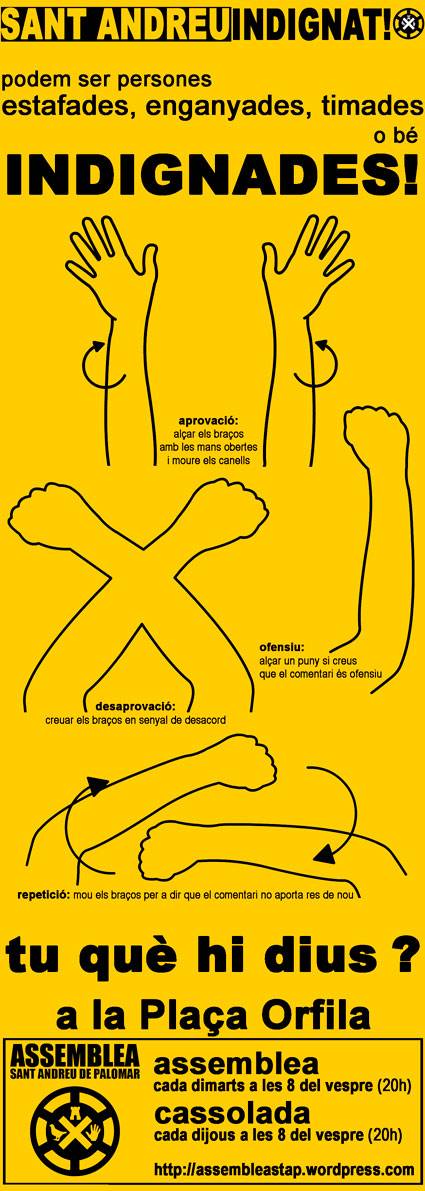 SANT ANDREU INDIGNAT!
podem ser persones
estafades, enganyades, timades
o bé
INDIGNADES!
aprovació:
alçar els braços
amb les mans obertes
i moure els canells
ofensiu:
alçar un puny si creus
que el comentari és ofensiu
desaprovació:
creuar els braços en senyal de desacord
repetició: mou els braços per a dir que el comentari no aporta res de nou
tu què hi dius ?
a la Plaça Orfila
ASSEMBLEA
SANT ANDREU DE PALOMAR
assemblea
cada dimarts a les 8 del vespre (20h)
cassolada
cada dijous a les 8 del vespre (20h)
http://assembleastap.wordpress.com